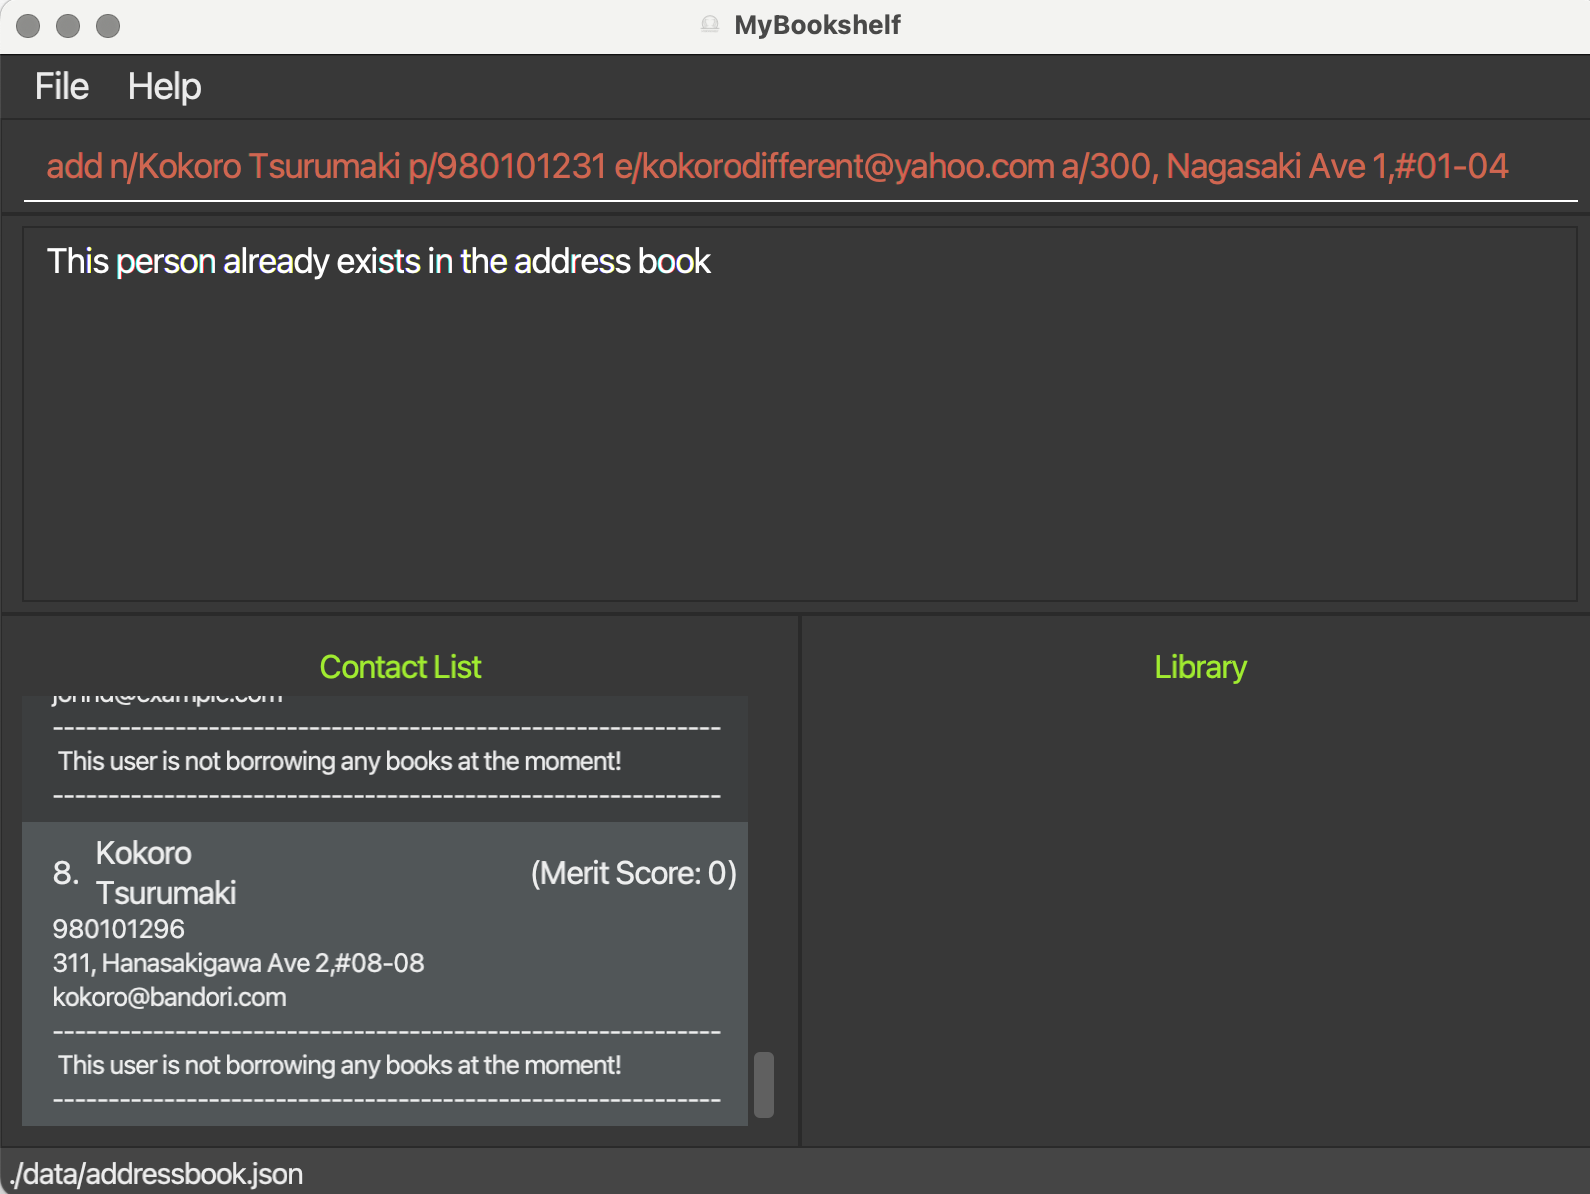 MyBookshelf
File Help
add n/Kokoro Tsurumaki p/980101231 e/kokorodifferent@yahoo.com a/300, Nagasaki Ave 1,#01-04
This person already exists in the address book
Contact List
Library
johnd@example.com
------------------------------------------------------------
This user is not borrowing any books at the moment!
------------------------------------------------------------
8. Kokoro Tsurumaki (Merit Score: 0)
980101296
311, Hanasakigawa Ave 2,#08-08
kokoro@bandori.com
------------------------------------------------------------
This user is not borrowing any books at the moment!
------------------------------------------------------------
./data/addressbook.json